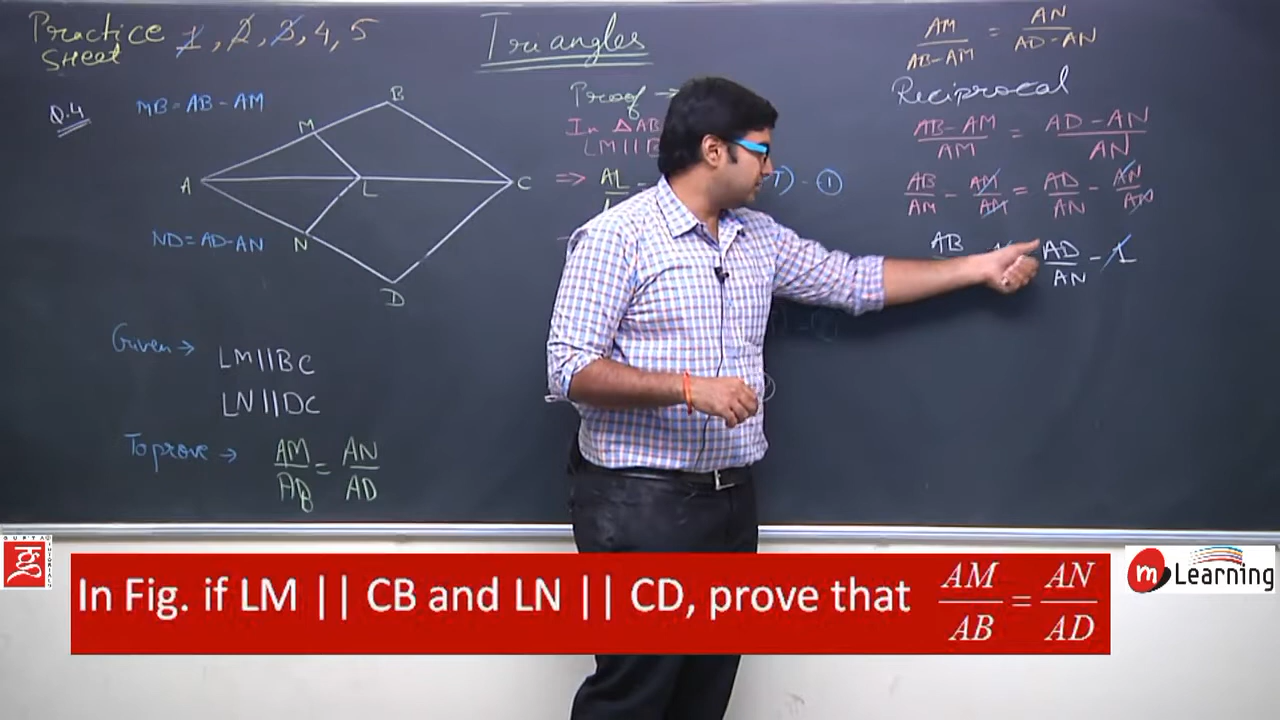 Practice 1, 2, 3, 4, 5
Sheet
Triangles
Q.4
MB = AB - AM
ND = AD - AN
A
M
B
L
C
N
D
Given →
LM||BC
LN||DC
To prove →
AM/AB = AN/AD
Proof →
In △AB
LM||B
⇒ AL
T) - ①
AM/AB-AM = AN/AD-AN
Reciprocal
AB-AM/AM = AD-AN/AN
AB/AM - AM/AM = AD/AN - AN/AN
AB AD/AN - 1
GUPTA TUTORIALS
In Fig. if LM || CB and LN || CD, prove that AM/AB = AN/AD
m Learning